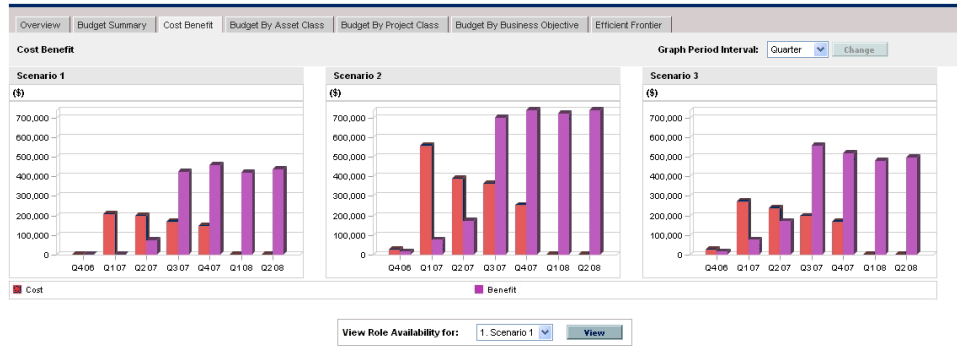 Overview Budget Summary Cost Benefit Budget By Asset Class Budget By Project Class Budget By Business Objective Efficient Frontier
Cost Benefit Graph Period Interval: Quarter Change
Scenario 1 Scenario 2 Scenario 3
($) ($) ($)
700,000 700,000 700,000
600,000 600,000 600,000
500,000 500,000 500,000
400,000 400,000 400,000
300,000 300,000 300,000
200,000 200,000 200,000
100,000 100,000 100,000
0 0 0
Q4 06 Q1 07 Q2 07 Q3 07 Q4 07 Q1 08 Q2 08 Q4 06 Q1 07 Q2 07 Q3 07 Q4 07 Q1 08 Q2 08 Q4 06 Q1 07 Q2 07 Q3 07 Q4 07 Q1 08 Q2 08
Cost Benefit
View Role Availability for: 1. Scenario 1 View